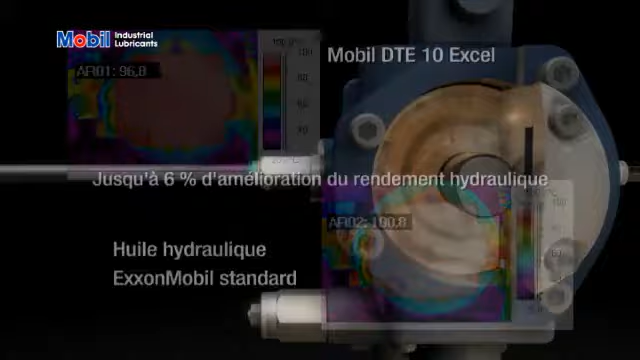 Mobil Industrial
Lubricants
Mobil DTE 10 Excel
AR01: 96,8
Jusqu'à 6 % d'amélioration du rendement hydraulique
AR02: 100,8
Huile hydraulique
ExxonMobil standard